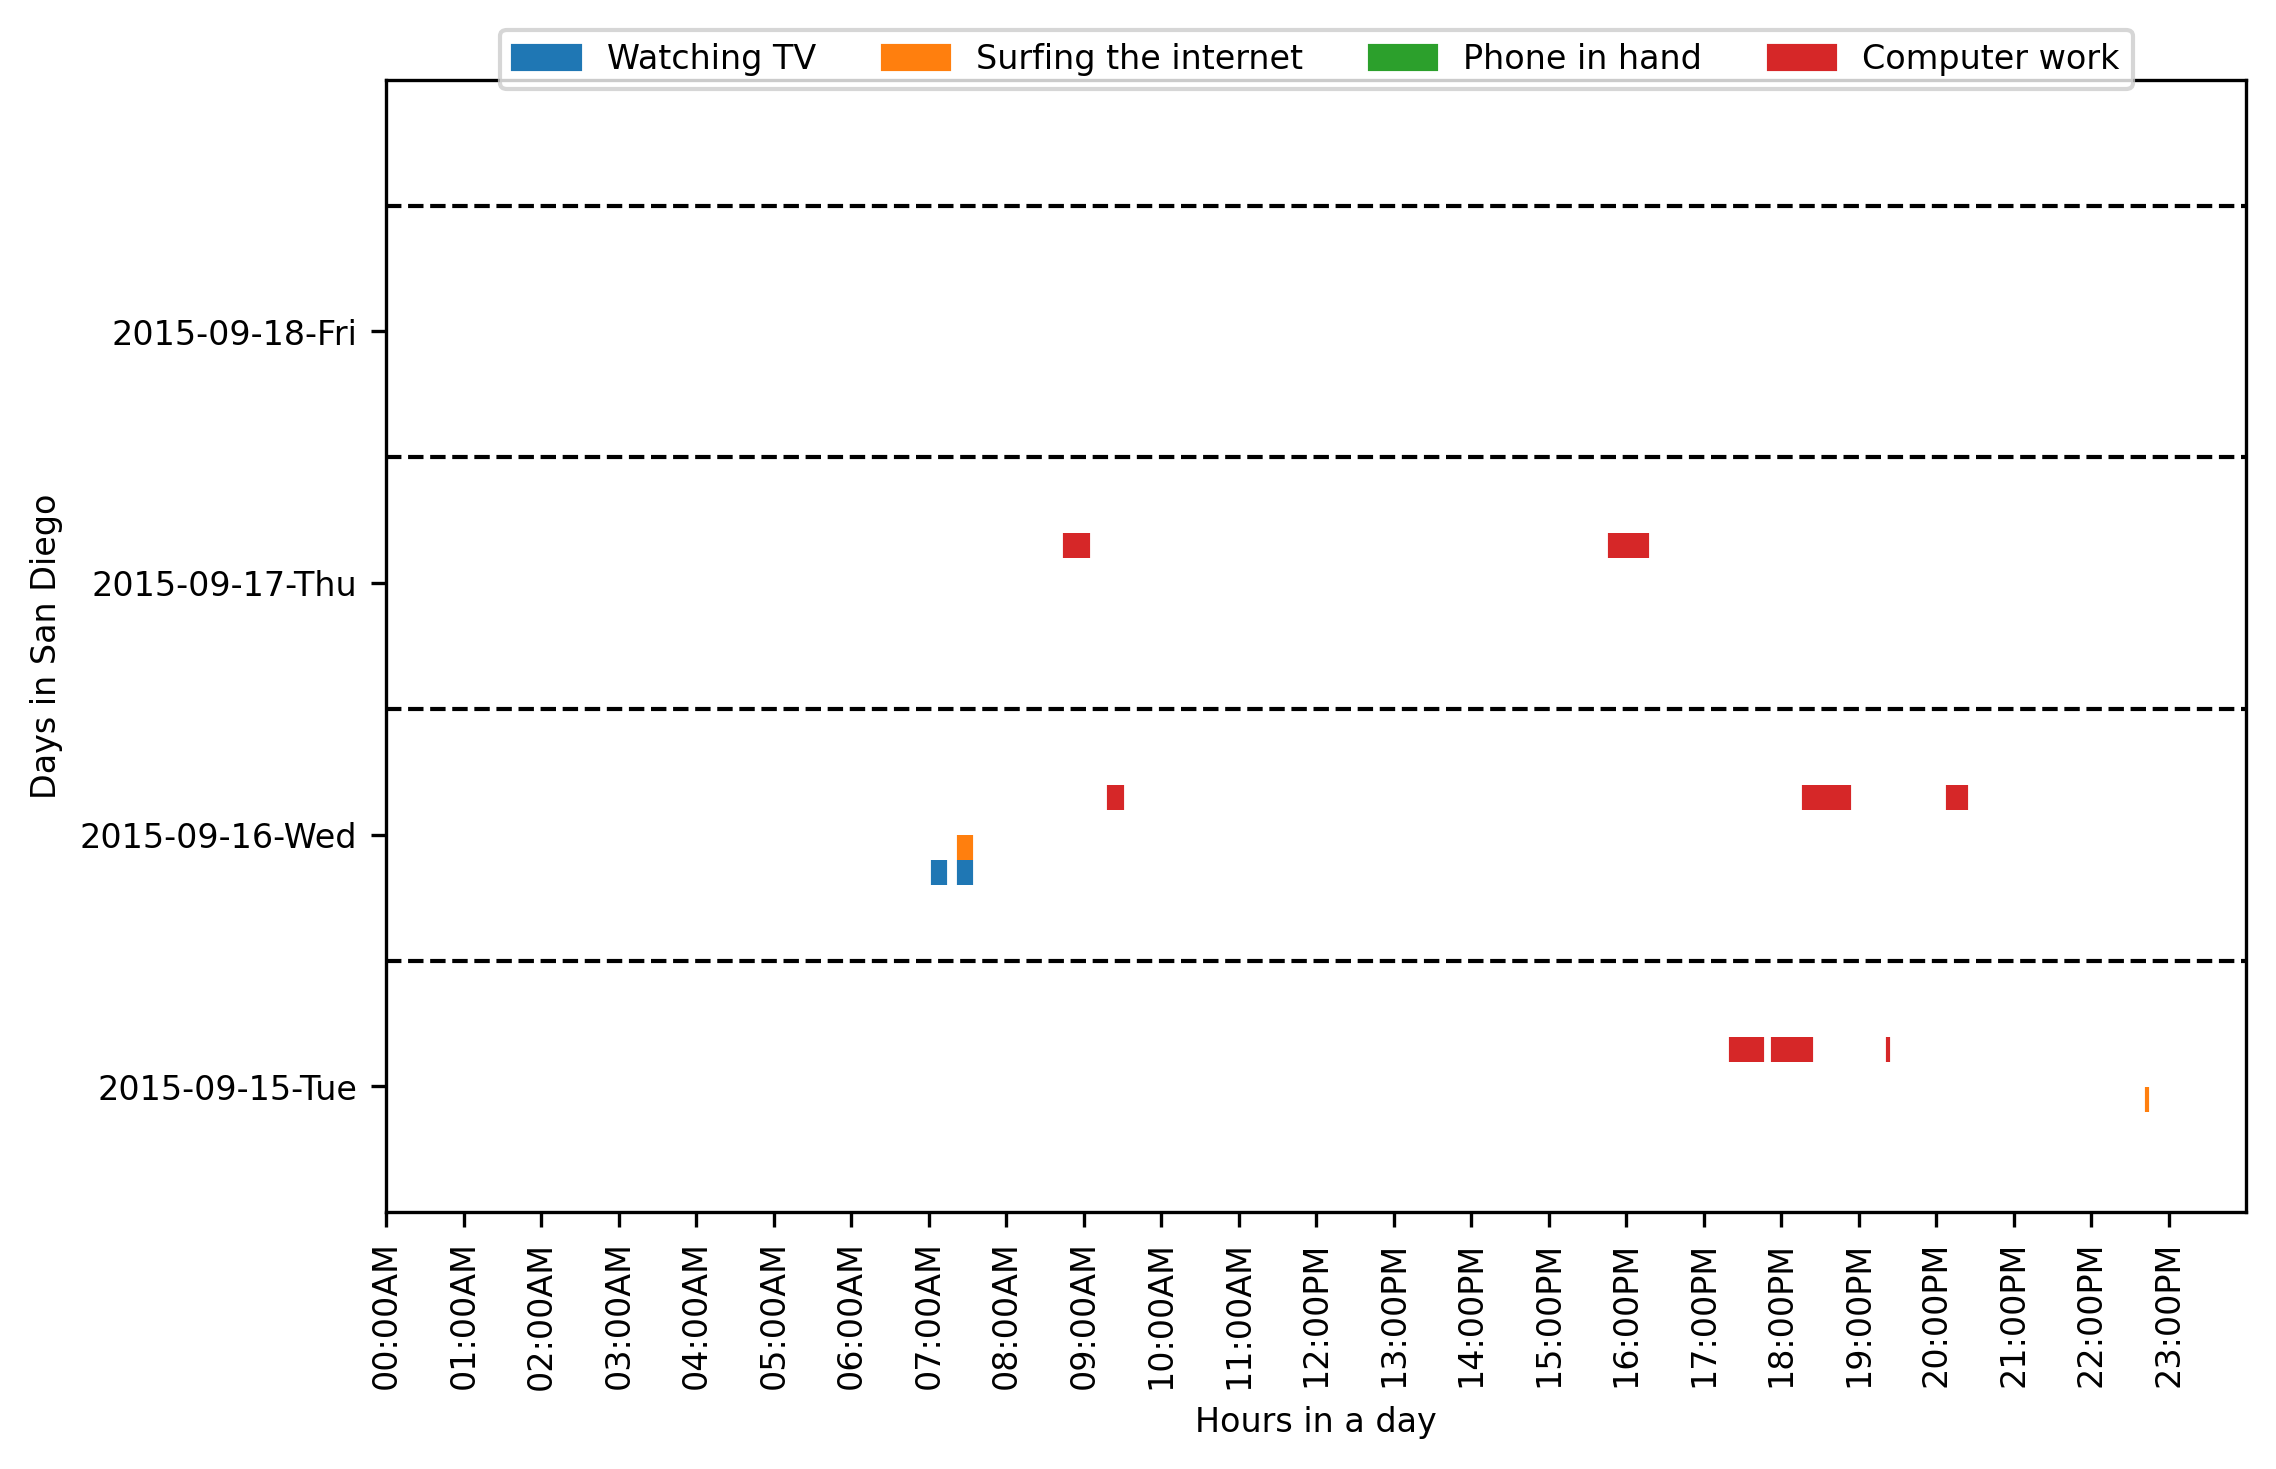 Watching TV Surfing the internet Phone in hand Computer work
2015-09-18-Fri
2015-09-17-Thu
2015-09-16-Wed
2015-09-15-Tue
Days in San Diego
00:00AM 01:00AM 02:00AM 03:00AM 04:00AM 05:00AM 06:00AM 07:00AM 08:00AM 09:00AM 10:00AM 11:00AM 12:00PM 13:00PM 14:00PM 15:00PM 16:00PM 17:00PM 18:00PM 19:00PM 20:00PM 21:00PM 22:00PM 23:00PM
Hours in a day